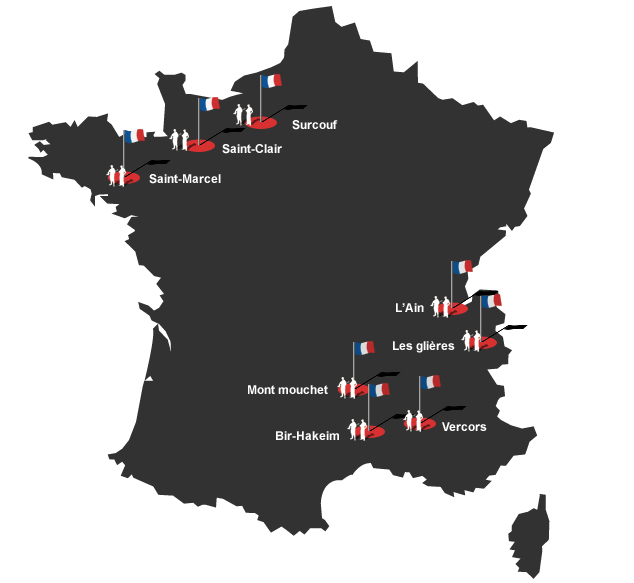 Surcouf
Saint-Clair
Saint-Marcel
L'Ain
Les glières
Mont mouchet
Vercors
Bir-Hakeim